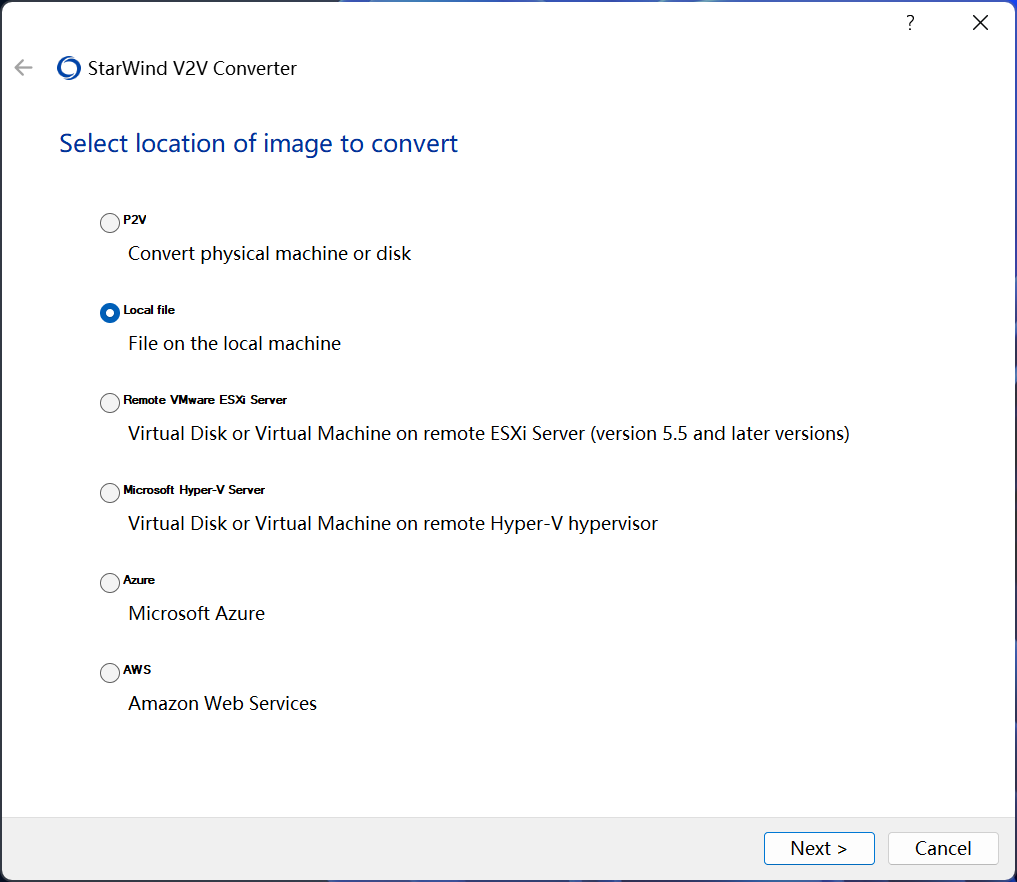 ?
StarWind V2V Converter
Select location of image to convert
P2V
Convert physical machine or disk
Local file
File on the local machine
Remote VMware ESXi Server
Virtual Disk or Virtual Machine on remote ESXi Server (version 5.5 and later versions)
Microsoft Hyper-V Server
Virtual Disk or Virtual Machine on remote Hyper-V hypervisor
Azure
Microsoft Azure
AWS
Amazon Web Services
Next > Cancel